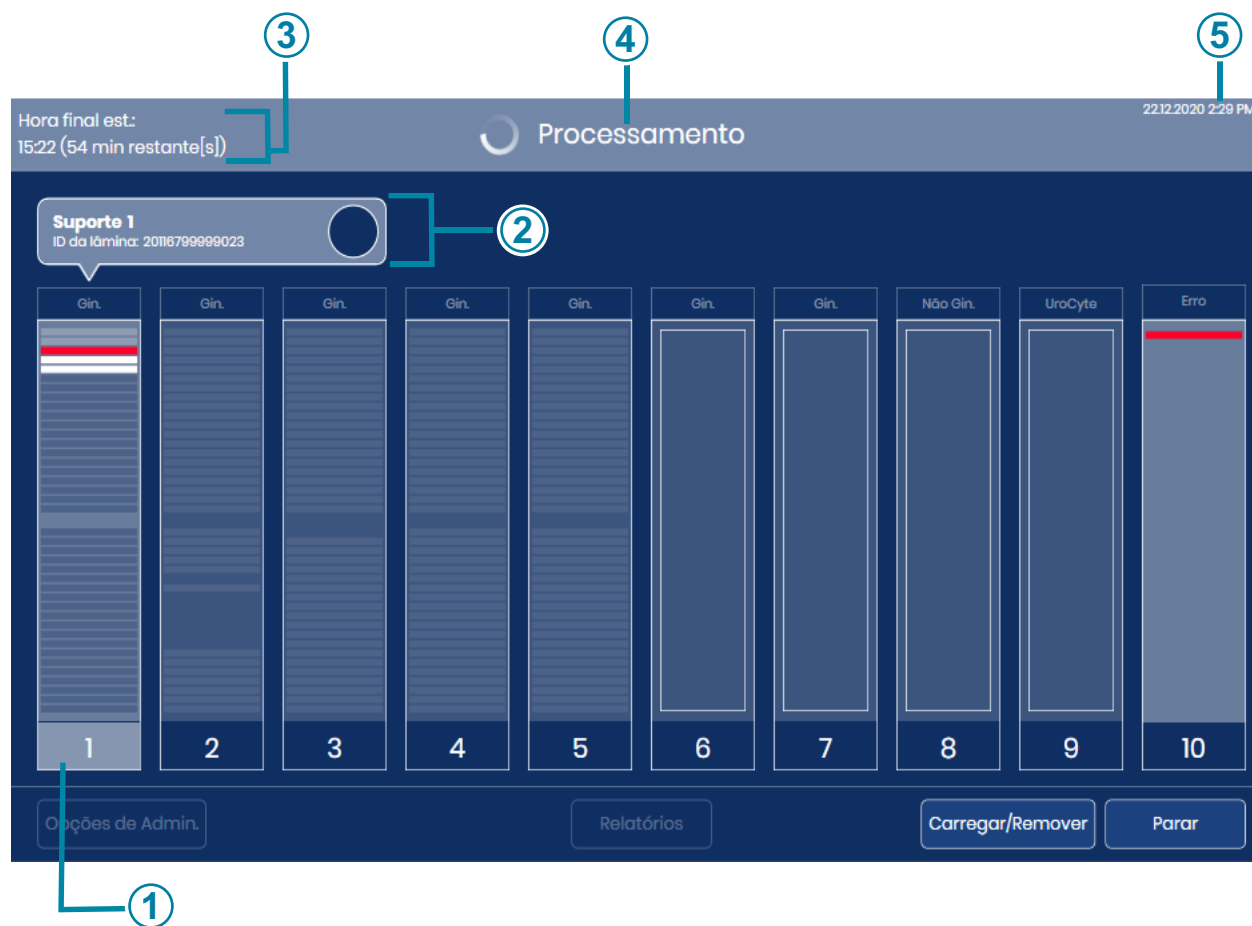 3
4
5
Hora final est.:
15:22 (54 min restante[s])
Processamento
22.12.2020 2:29 PM
Suporte 1
ID da lâmina: 20116799999023
2
Gin.
Gin.
Gin.
Gin.
Gin.
Gin.
Gin.
Não Gin.
UroCyte
Erro
1
2
3
4
5
6
7
8
9
10
Opções de Admin.
Relatórios
Carregar/Remover
Parar
1